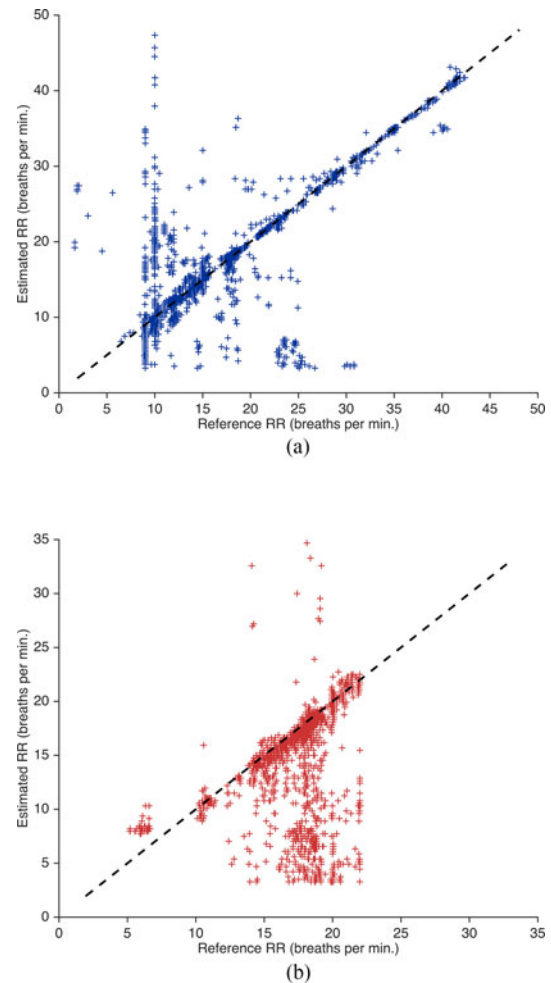 50
40
30
20
10
0
Estimated RR (breaths per min.)
0 5 10 15 20 25 30 35 40 45 50
Reference RR (breaths per min.)
(a)
35
30
25
20
15
10
5
0
Estimated RR (breaths per min.)
0 5 10 15 20 25 30 35
Reference RR (breaths per min.)
(b)